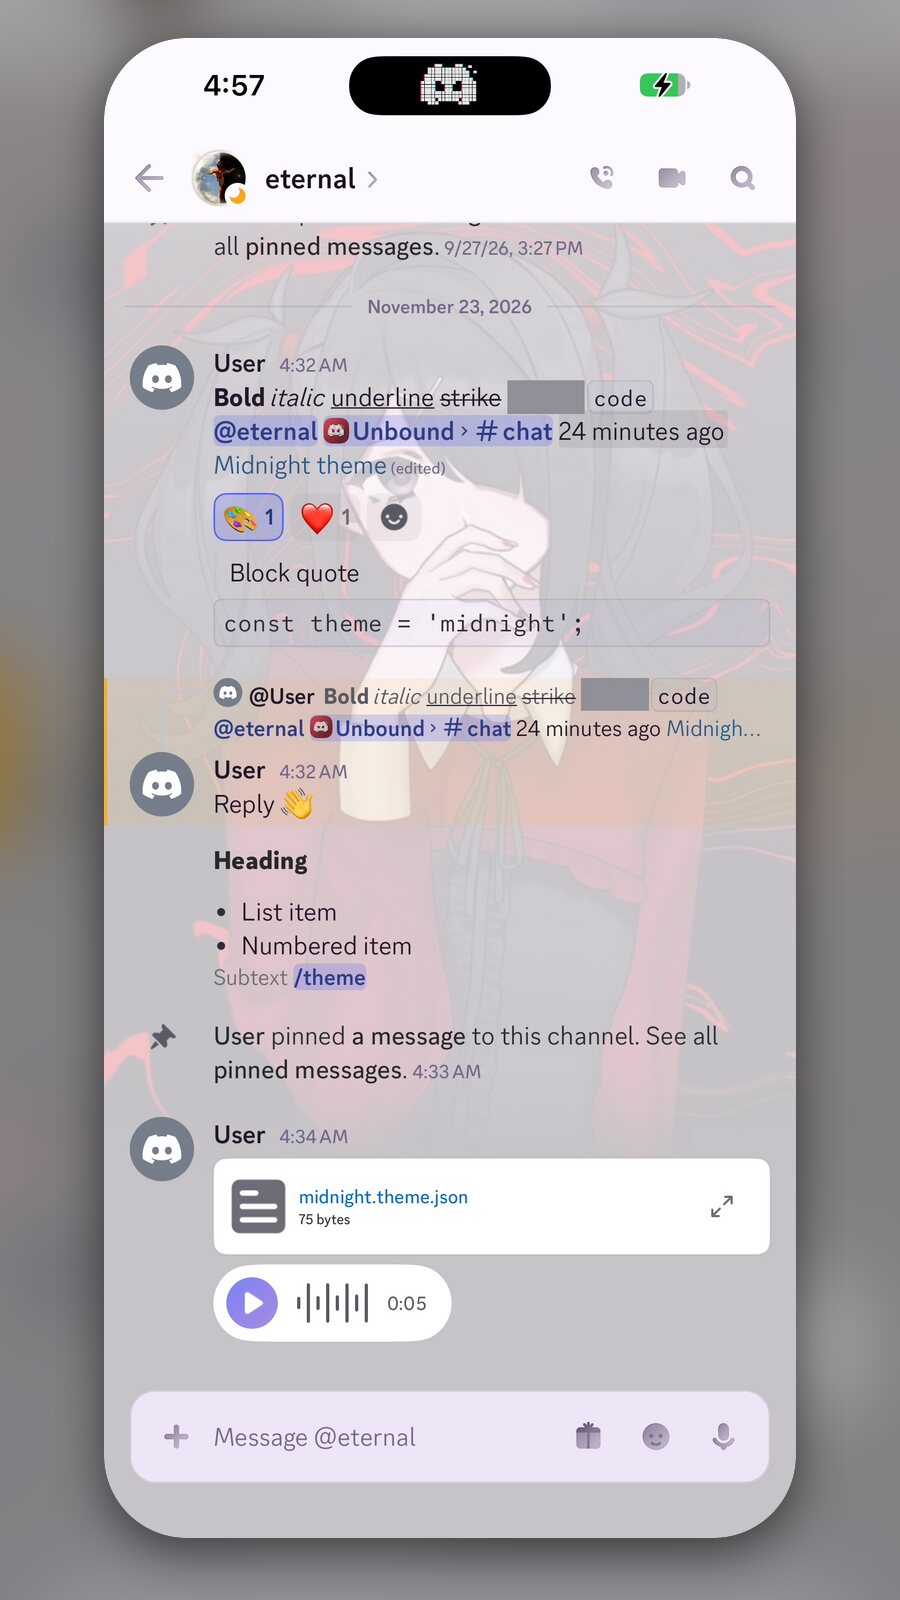 4:57
eternal
all pinned messages. 9/27/26, 3:27 PM
November 23, 2026
User 4:32 AM
Bold italic underline strike code
@eternal Unbound › # chat 24 minutes ago
Midnight theme (edited)
1 1
Block quote
const theme = 'midnight';
@User Bold italic underline strike code
@eternal Unbound › # chat 24 minutes ago Midnigh...
User 4:32 AM
Reply 👋
Heading
• List item
• Numbered item
Subtext /theme
User pinned a message to this channel. See all
pinned messages. 4:33 AM
User 4:34 AM
midnight.theme.json
75 bytes
0:05
Message @eternal